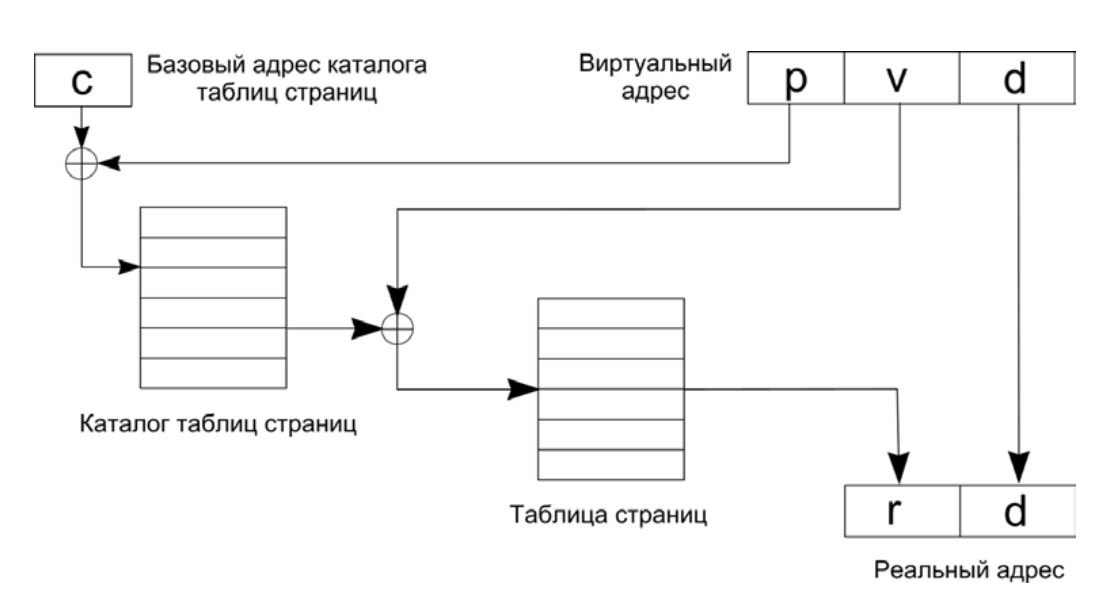 c
Базовый адрес каталога
таблиц страниц
Виртуальный
адрес
p
v
d
Каталог таблиц страниц
Таблица страниц
r
d
Реальный адрес